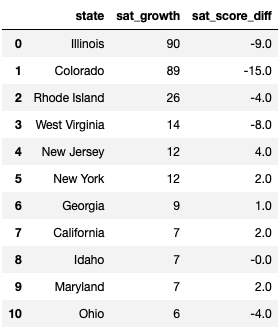 state sat_growth sat_score_diff
0 Illinois 90 -9.0
1 Colorado 89 -15.0
2 Rhode Island 26 -4.0
3 West Virginia 14 -8.0
4 New Jersey 12 4.0
5 New York 12 2.0
6 Georgia 9 1.0
7 California 7 2.0
8 Idaho 7 -0.0
9 Maryland 7 2.0
10 Ohio 6 -4.0